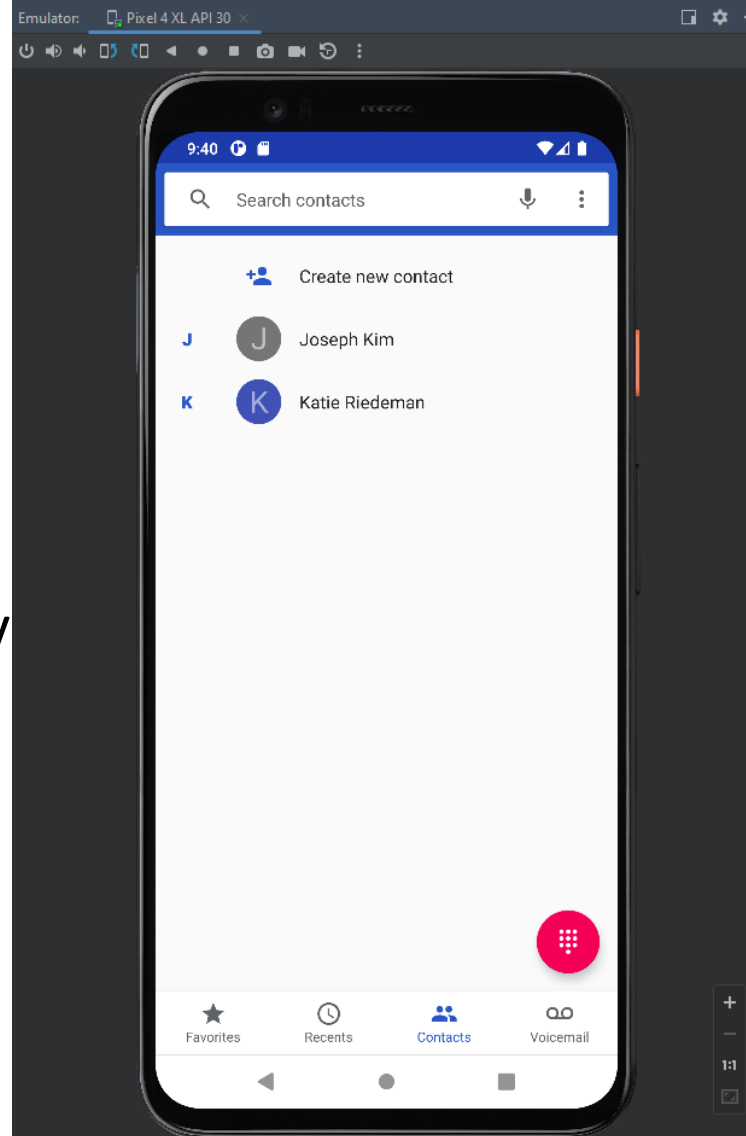 Emulator: Pixel 4 XL API 30
9:40
Search contacts
Create new contact
J J Joseph Kim
K K Katie Riedeman
y
Favorites Recents Contacts Voicemail
1:1